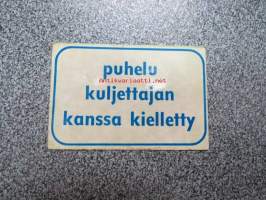 puhelu
Antikvariaatti.net
kuljettajan
kanssa kielletty